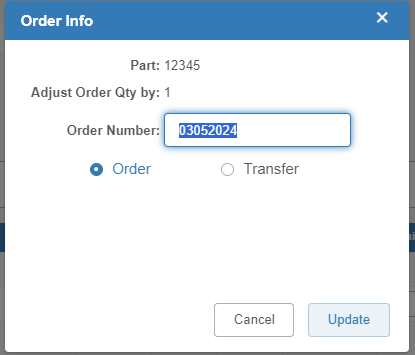 Order Info ×
Part: 12345
Adjust Order Qty by: 1
Order Number: 03052024
Order Transfer
Cancel Update